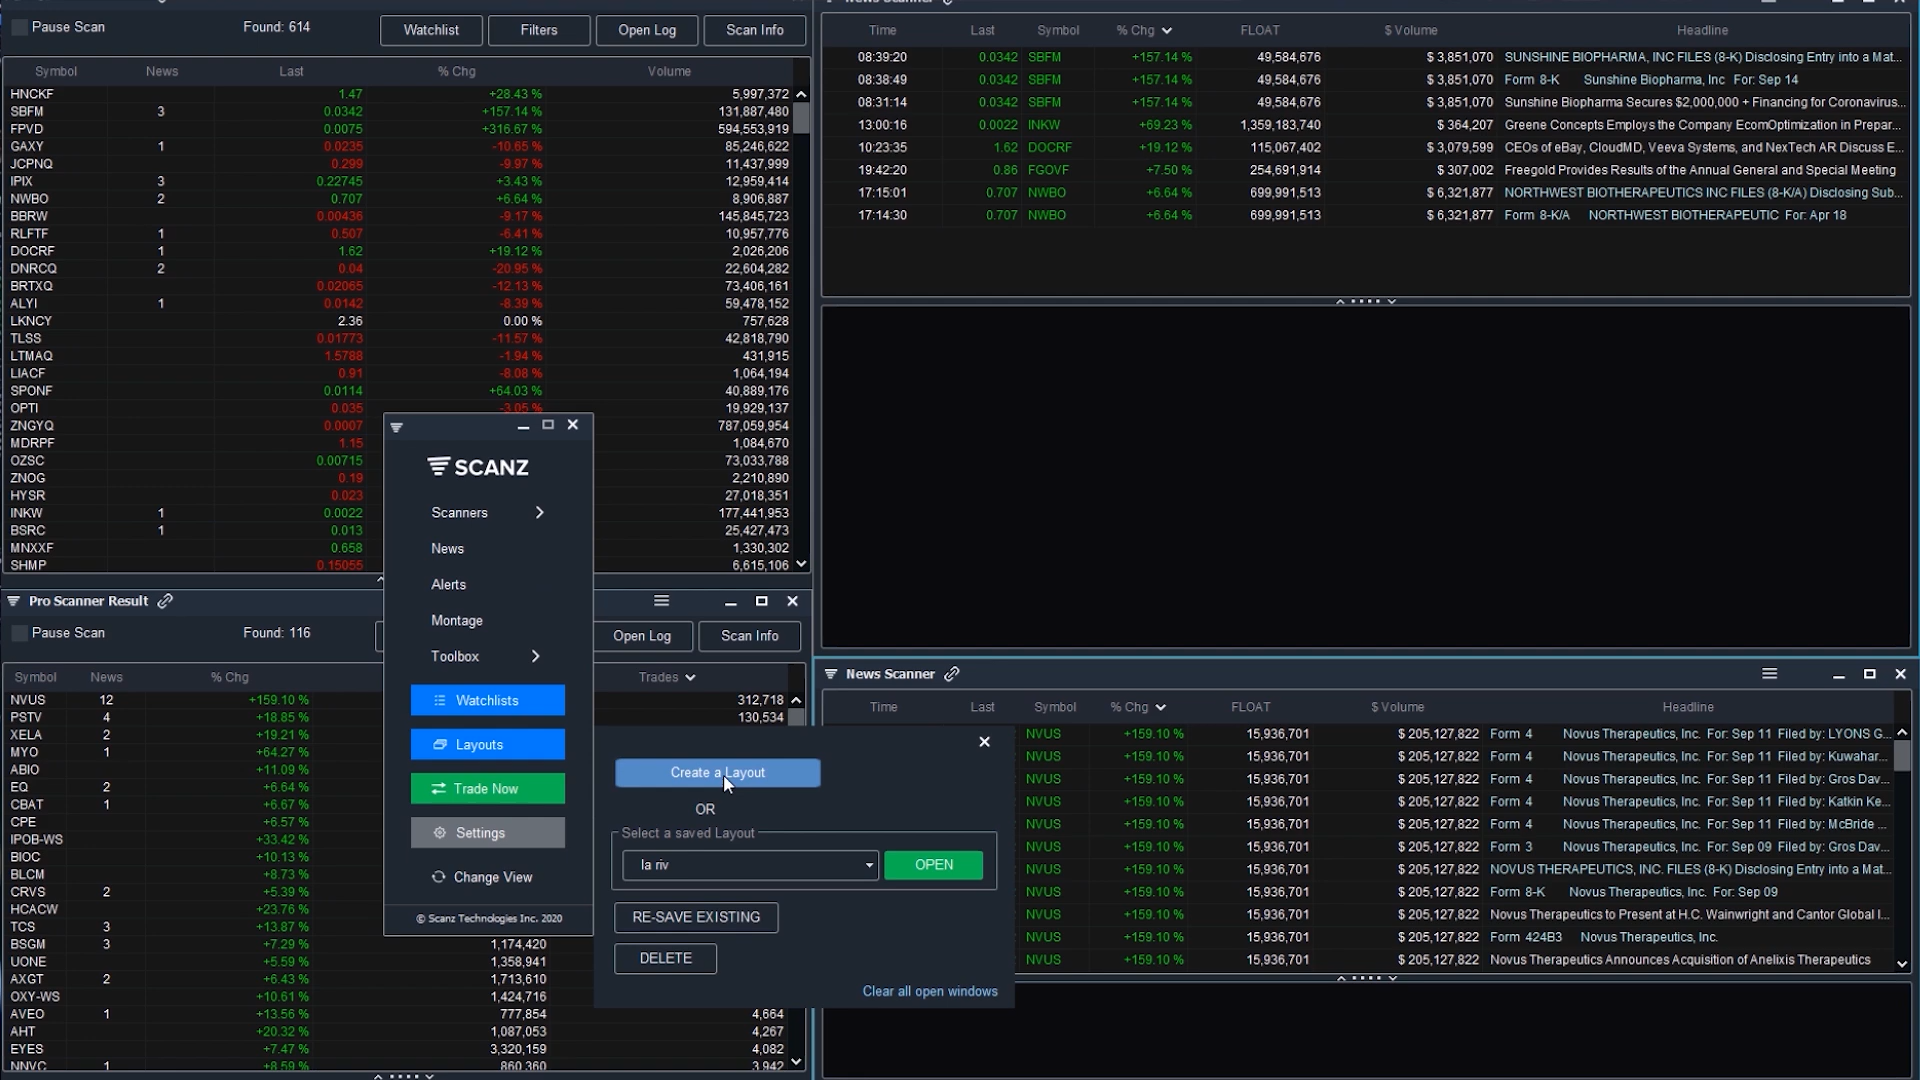 Pause Scan Found: 614 Watchlist Filters Open Log Scan Info
Symbol News Last % Chg Volume
HNCKF 1.47 +28.43 % 5,997,372
SBFM 3 0.0342 +157.14 % 131,887,480
FPVD 0.0075 +316.67 % 594,553,919
GAXY 1 0.0235 -10.65 % 85,246,622
JCPNQ 0.299 -9.97 % 11,437,999
IPIX 3 0.22745 +3.43 % 12,959,414
NWBO 2 0.707 +6.64 % 8,906,887
BBRW 0.00436 -9.17 % 145,845,723
RLFTF 1 0.507 -6.41 % 10,957,776
DOCRF 1 1.62 +19.12 % 2,026,206
DNRCQ 2 0.04 -20.95 % 22,604,282
BRTXQ 0.02065 -12.13 % 73,406,161
ALYI 1 0.0142 -8.39 % 59,478,152
LKNCY 2.36 0.00 % 757,628
TLSS 0.01773 -11.57 % 42,818,790
LTMAQ 1.5788 -1.94 % 431,915
LIACF 0.91 -8.08 % 1,064,194
SPONF 0.0114 +64.03 % 40,889,176
OPTI 0.035 -3.05 % 19,929,137
ZNGYQ 0.0007 787,059,954
MDRPF 1.15 1,084,670
OZSC 0.00715 73,033,788
ZNOG 0.19 2,210,890
HYSR 0.023 27,018,351
INKW 1 0.0022 177,441,953
BSRC 1 0.013 25,427,473
MNXXF 0.658 1,330,302
SHMP 0.15055 6,615,106
News Scanner
Time Last Symbol % Chg FLOAT $ Volume Headline
08:39:20 0.0342 SBFM +157.14 % 49,584,676 $ 3,851,070 SUNSHINE BIOPHARMA, INC FILES (8-K) Disclosing Entry into a Mat...
08:38:49 0.0342 SBFM +157.14 % 49,584,676 $ 3,851,070 Form 8-K Sunshine Biopharma, Inc For: Sep 14
08:31:14 0.0342 SBFM +157.14 % 49,584,676 $ 3,851,070 Sunshine Biopharma Secures $2,000,000 + Financing for Coronavirus...
13:00:16 0.0022 INKW +69.23 % 1,359,183,740 $ 364,207 Greene Concepts Employs the Company EcomOptimization in Prepar...
10:23:35 1.62 DOCRF +19.12 % 115,067,402 $ 3,079,599 CEOs of eBay, CloudMD, Veeva Systems, and NexTech AR Discuss E...
19:42:20 0.86 FGOVF +7.50 % 254,691,914 $ 307,002 Freegold Provides Results of the Annual General and Special Meeting
17:15:01 0.707 NWBO +6.64 % 699,991,513 $ 6,321,877 NORTHWEST BIOTHERAPEUTICS INC FILES (8-K/A) Disclosing Sub...
17:14:30 0.707 NWBO +6.64 % 699,991,513 $ 6,321,877 Form 8-K/A NORTHWEST BIOTHERAPEUTIC For: Apr 18
SCANZ
Scanners
News
Alerts
Montage
Toolbox
Watchlists
Layouts
Trade Now
Settings
Change View
© Scanz Technologies Inc. 2020
Pro Scanner Result
Pause Scan Found: 116 Open Log Scan Info
Symbol News % Chg Trades
NVUS 12 +159.10 % 312,718
PSTV 4 +18.85 % 130,534
XELA 2 +19.21 %
MYO 1 +64.27 %
ABIO +11.09 %
EQ 2 +6.64 %
CBAT 1 +6.67 %
CPE +6.57 %
IPOB-WS +33.42 %
BIOC +10.13 %
BLCM +8.73 %
CRVS 2 +5.39 %
HCACW +23.76 %
TCS 3 +13.87 %
BSGM 3 +7.29 % 1,174,420
UONE +5.59 % 1,358,941
AXGT 2 +6.43 % 1,713,610
OXY-WS +10.61 % 1,424,716
AVEO 1 +13.56 % 777,854 4,664
AHT +20.32 % 1,087,053 4,267
EYES +7.47 % 3,320,159 4,082
NNVC 1 +8.59 % 860,360 3,942
Create a Layout
OR
Select a saved Layout
la riv OPEN
RE-SAVE EXISTING
DELETE
Clear all open windows
News Scanner
Time Last Symbol % Chg FLOAT $ Volume Headline
NVUS +159.10 % 15,936,701 $ 205,127,822 Form 4 Novus Therapeutics, Inc. For: Sep 11 Filed by: LYONS G...
NVUS +159.10 % 15,936,701 $ 205,127,822 Form 4 Novus Therapeutics, Inc. For: Sep 11 Filed by: Kuwahar...
NVUS +159.10 % 15,936,701 $ 205,127,822 Form 4 Novus Therapeutics, Inc. For: Sep 11 Filed by: Gros Dav...
NVUS +159.10 % 15,936,701 $ 205,127,822 Form 4 Novus Therapeutics, Inc. For: Sep 11 Filed by: Katkin Ke...
NVUS +159.10 % 15,936,701 $ 205,127,822 Form 4 Novus Therapeutics, Inc. For: Sep 11 Filed by: McBride ...
NVUS +159.10 % 15,936,701 $ 205,127,822 Form 3 Novus Therapeutics, Inc. For: Sep 09 Filed by: Gros Dav...
NVUS +159.10 % 15,936,701 $ 205,127,822 NOVUS THERAPEUTICS, INC. FILES (8-K) Disclosing Entry into a Mat...
NVUS +159.10 % 15,936,701 $ 205,127,822 Form 8-K Novus Therapeutics, Inc. For: Sep 09
NVUS +159.10 % 15,936,701 $ 205,127,822 Novus Therapeutics to Present at H.C. Wainwright and Cantor Global I...
NVUS +159.10 % 15,936,701 $ 205,127,822 Form 424B3 Novus Therapeutics, Inc.
NVUS +159.10 % 15,936,701 $ 205,127,822 Novus Therapeutics Announces Acquisition of Anelixis Therapeutics